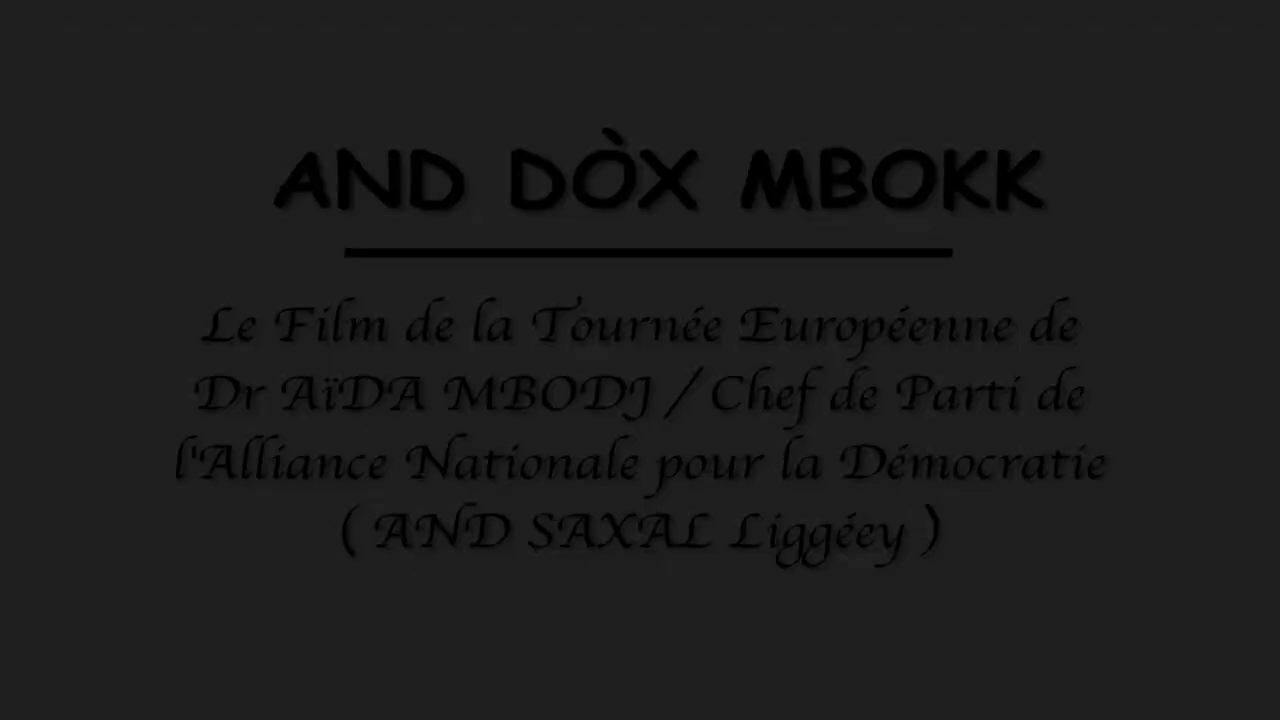 AND DÒX MBOKK
Le Film de la Tournée Européenne de
Dr AïDA MBODJ / Chef de Parti de
l'Alliance Nationale pour la Démocratie
( AND SAXAL Liggéey )